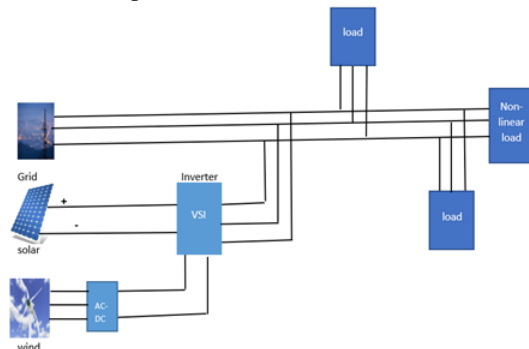 load
Non-
linear
load
Grid
Inverter
+
VSI
-
load
solar
AC-
DC
wind